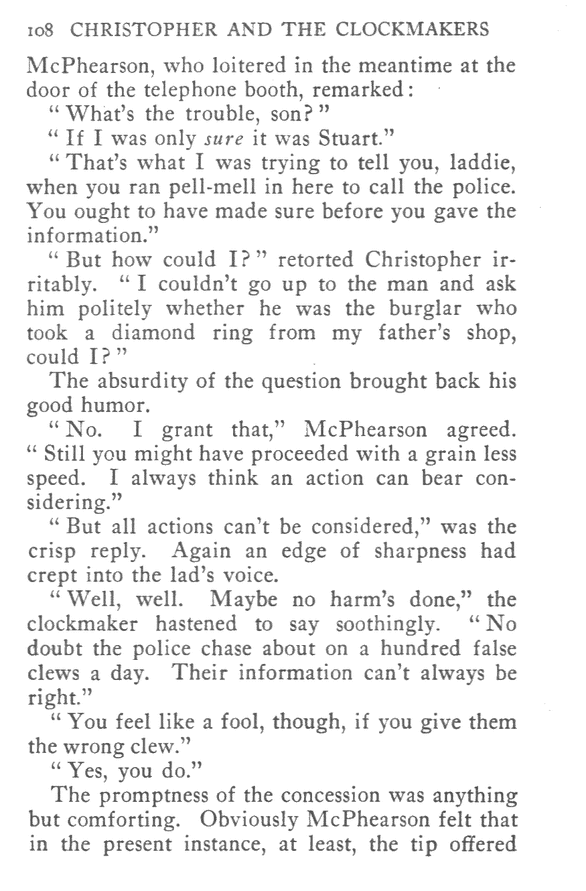 108 CHRISTOPHER AND THE CLOCKMAKERS
McPhearson, who loitered in the meantime at the
door of the telephone booth, remarked:
“ What's the trouble, son? ”
“ If I was only sure it was Stuart.”
“ That's what I was trying to tell you, laddie,
when you ran pell-mell in here to call the police.
You ought to have made sure before you gave the
information.”
“ But how could I? ” retorted Christopher ir-
ritably. “ I couldn't go up to the man and ask
him politely whether he was the burglar who
took a diamond ring from my father's shop,
could I? ”
The absurdity of the question brought back his
good humor.
“ No. I grant that,” McPhearson agreed.
“ Still you might have proceeded with a grain less
speed. I always think an action can bear con-
sidering.”
“ But all actions can't be considered,” was the
crisp reply. Again an edge of sharpness had
crept into the lad's voice.
“ Well, well. Maybe no harm's done,” the
clockmaker hastened to say soothingly. “ No
doubt the police chase about on a hundred false
clews a day. Their information can't always be
right.”
“ You feel like a fool, though, if you give them
the wrong clew.”
“ Yes, you do.”
The promptness of the concession was anything
but comforting. Obviously McPhearson felt that
in the present instance, at least, the tip offered